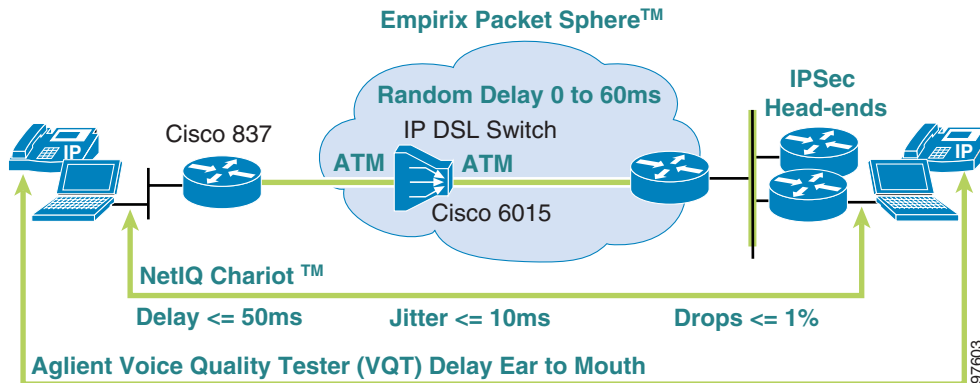 Empirix Packet Sphere™
Random Delay 0 to 60ms
IPSec
Head-ends
IP DSL Switch
Cisco 837
IP
IP
ATM
ATM
Cisco 6015
NetIQ Chariot ™
Delay <= 50ms
Jitter <= 10ms
Drops <= 1%
Aglient Voice Quality Tester (VQT) Delay Ear to Mouth
97603